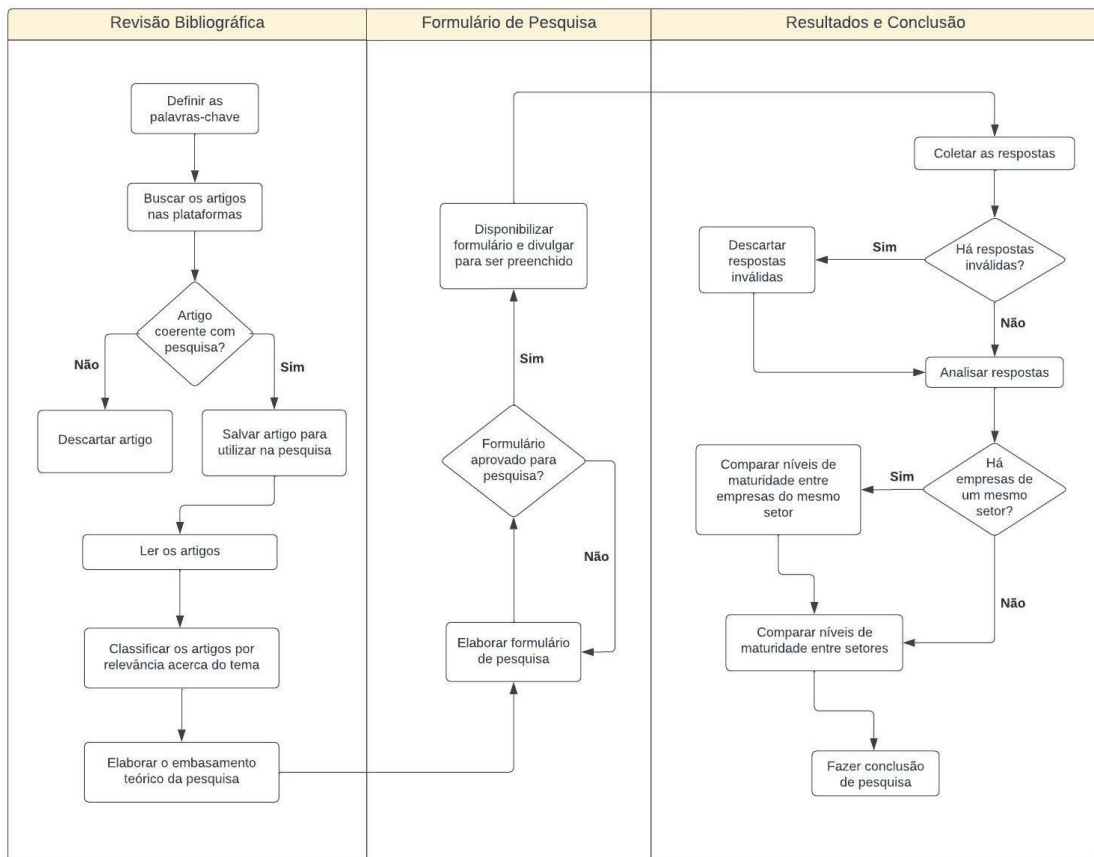 Revisão Bibliográfica
Formulário de Pesquisa
Resultados e Conclusão
Definir as
palavras-chave
Buscar os artigos
nas plataformas
Artigo
coerente com
pesquisa?
Não
Sim
Descartar artigo
Salvar artigo para
utilizar na pesquisa
Ler os artigos
Classificar os artigos por
relevância acerca do tema
Elaborar o embasamento
teórico da pesquisa
Disponibilizar
formulário e divulgar
para ser preenchido
Sim
Formulário
aprovado para
pesquisa?
Não
Elaborar formulário
de pesquisa
Coletar as respostas
Há respostas
inválidas?
Sim
Descartar
respostas
inválidas
Não
Analisar respostas
Há
empresas de
um mesmo
setor?
Sim
Comparar níveis de
maturidade entre
empresas do mesmo
setor
Não
Comparar níveis de
maturidade entre setores
Fazer conclusão
de pesquisa